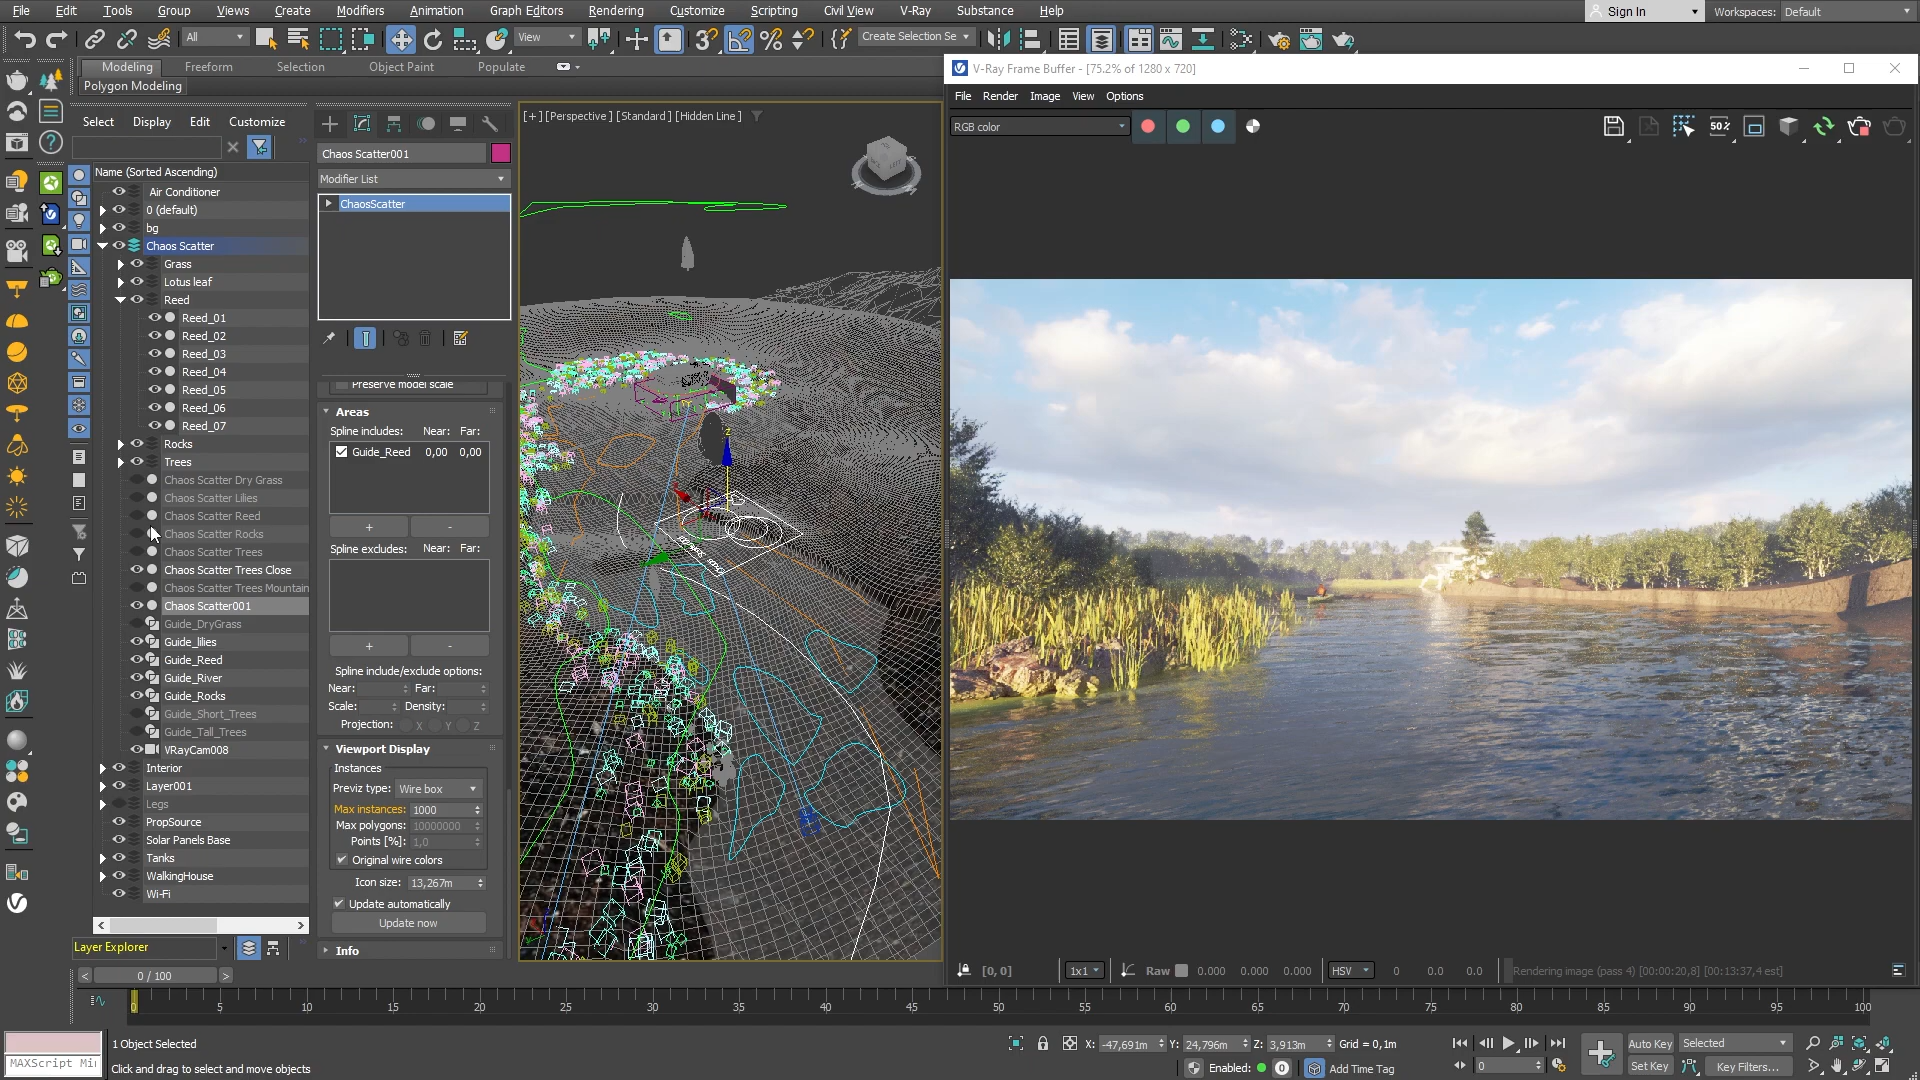 File Edit Tools Group Views Create Modifiers Animation Graph Editors Rendering Customize Scripting Civil View V-Ray Substance Help Sign In Workspaces: Default
All View Create Selection Se
Modeling Freeform Selection Object Paint Populate
Polygon Modeling
V-Ray Frame Buffer - [75.2% of 1280 x 720]
File Render Image View Options
RGB color
Select Display Edit Customize
Name (Sorted Ascending)
Air Conditioner
0 (default)
bg
Chaos Scatter
Grass
Lotus leaf
Reed
Reed_01
Reed_02
Reed_03
Reed_04
Reed_05
Reed_06
Reed_07
Rocks
Trees
Chaos Scatter Dry Grass
Chaos Scatter Lilies
Chaos Scatter Reed
Chaos Scatter Rocks
Chaos Scatter Trees
Chaos Scatter Trees Close
Chaos Scatter Trees Mountain
Chaos Scatter001
Guide_DryGrass
Guide_lilies
Guide_Reed
Guide_River
Guide_Rocks
Guide_Short_Trees
Guide_Tall_Trees
VRayCam008
Interior
Layer001
Legs
PropSource
Solar Panels Base
Tanks
WalkingHouse
Wi-Fi
Layer Explorer
Chaos Scatter001
Modifier List
ChaosScatter
Preserve model scale
Areas
Spline includes: Near: Far:
Guide_Reed 0,00 0,00
+ -
Spline excludes: Near: Far:
+ -
Spline include/exclude options:
Near: Far:
Scale: Density:
Projection: X Y Z
Viewport Display
Instances
Previz type: Wire box
Max instances: 1000
Max polygons: 10000000
Points [%]: 1,0
Original wire colors
Icon size: 13,267m
Update automatically
Update now
Info
[+] [Perspective ] [Standard ] [Hidden Line ]
z
[0, 0] 1x1 Raw 0.000 0.000 0.000 HSV 0 0.0 0.0 Rendering image (pass 4) [00:00:20,8] [00:13:37,4 est]
< 0 / 100 >
0 5 10 15 20 25 30 35 40 45 50 55 60 65 70 75 80 85 90 95 100
1 Object Selected X: -47,691m Y: 24,796m Z: 3,913m Grid = 0,1m Auto Key Selected
MAXScript Mi
Click and drag to select and move objects Enabled: 0 Add Time Tag 0 Set Key Key Filters...